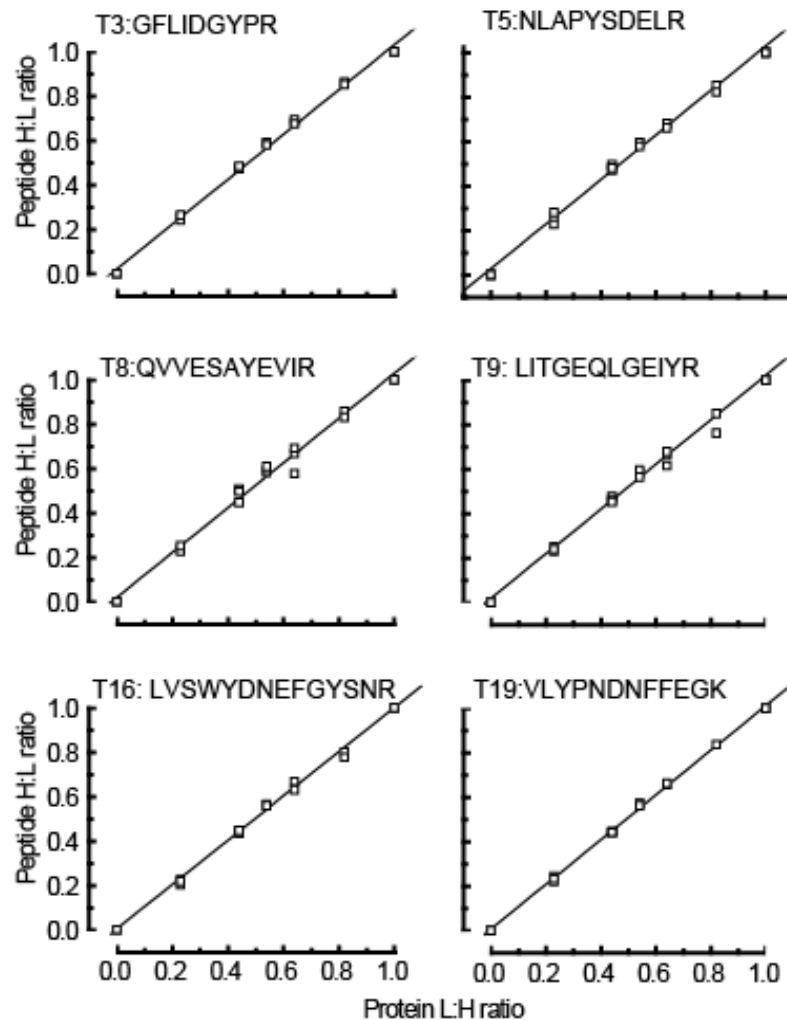 T3:GFLIDGYPR
T5:NLAPYSDELR
Peptide H:L ratio
1.0
0.8
0.6
0.4
0.2
0.0
T8:QVVESAYEVIR
T9: LITGEQLGEIYR
Peptide H:L ratio
1.0
0.8
0.6
0.4
0.2
0.0
T16: LVSWYDNEFGYSNR
T19:VLYPNDNFFEGK
Peptide H:L ratio
1.0
0.8
0.6
0.4
0.2
0.0
0.0 0.2 0.4 0.6 0.8 1.0
0.0 0.2 0.4 0.6 0.8 1.0
Protein L:H ratio